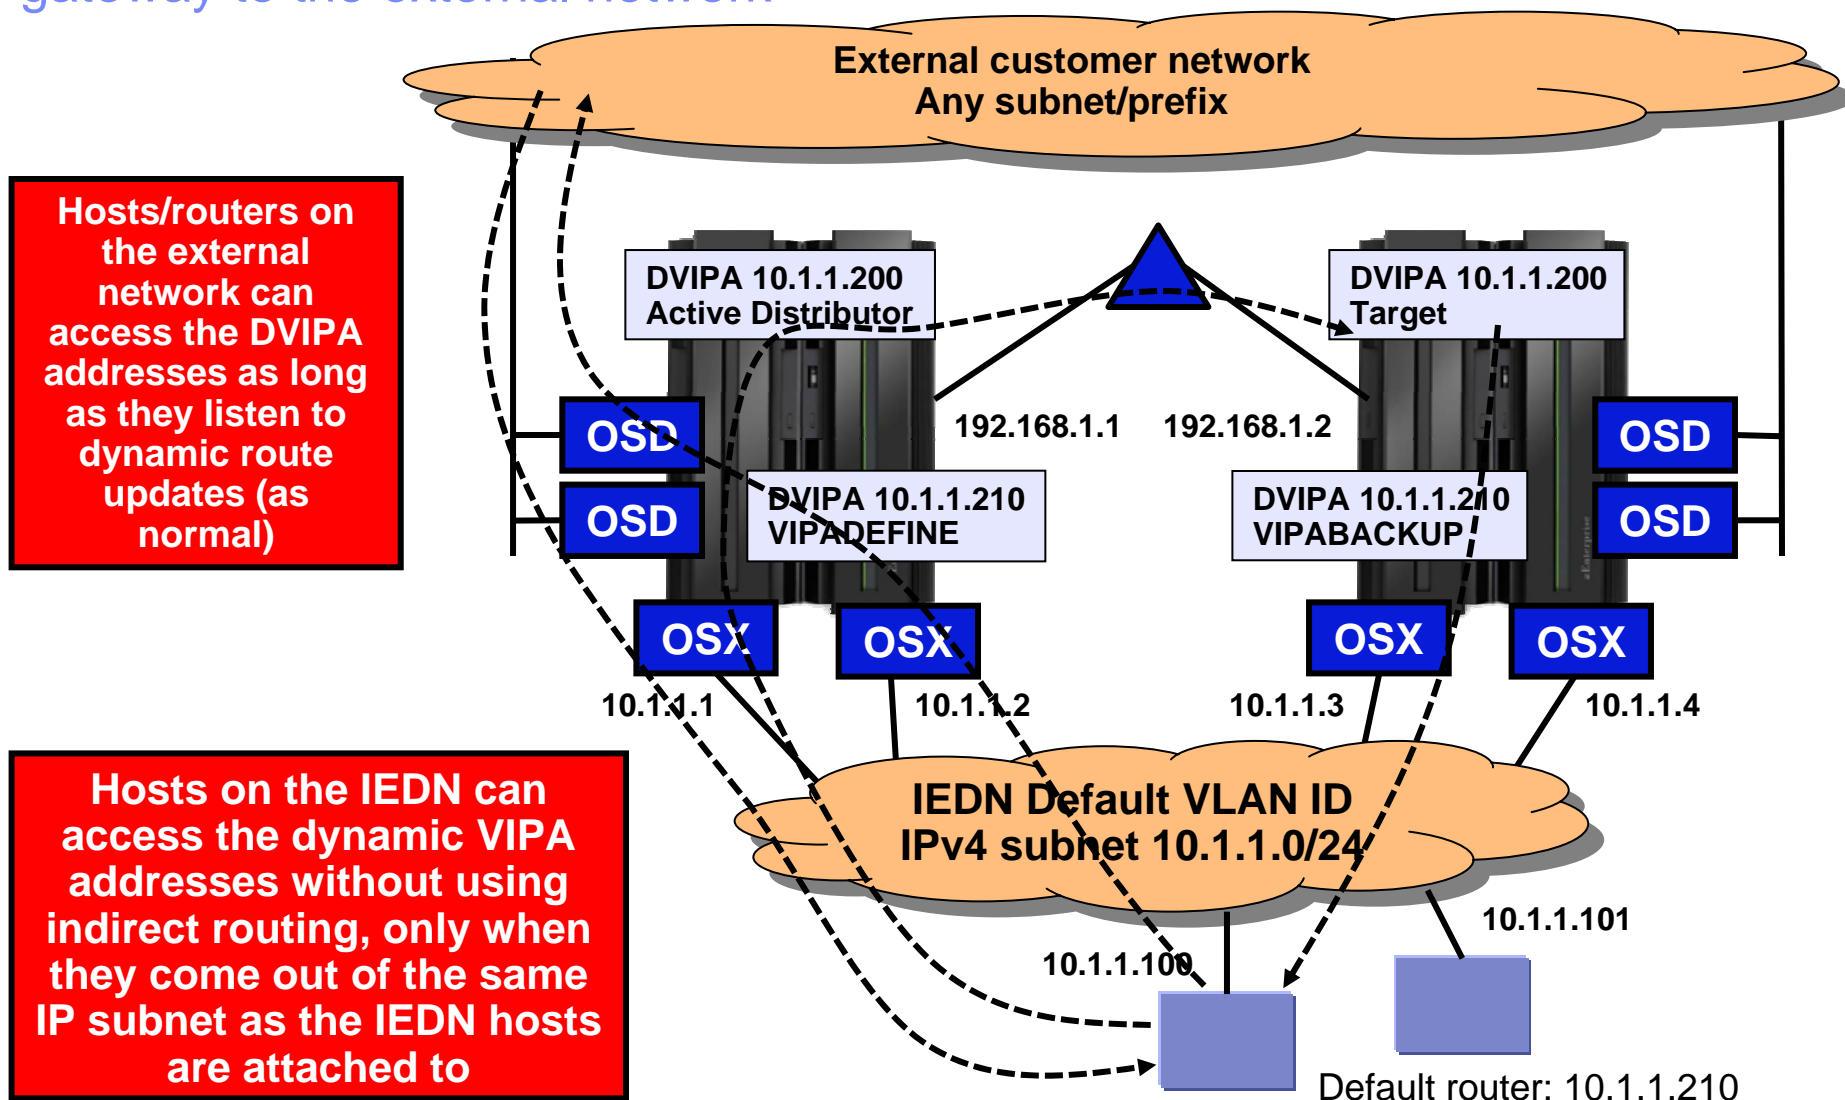 gateway to the external network
External customer network
Any subnet/prefix
Hosts/routers on
the external
network can
access the DVIPA
addresses as long
as they listen to
dynamic route
updates (as
normal)
DVIPA 10.1.1.200
Active Distributor
DVIPA 10.1.1.200
Target
192.168.1.1
192.168.1.2
OSD
OSD
OSD
OSD
DVIPA 10.1.1.210
VIPADEFINE
DVIPA 10.1.1.210
VIPABACKUP
zEnterprise
OSX
OSX
OSX
OSX
10.1.1.1
10.1.1.2
10.1.1.3
10.1.1.4
Hosts on the IEDN can
access the dynamic VIPA
addresses without using
indirect routing, only when
they come out of the same
IP subnet as the IEDN hosts
are attached to
IEDN Default VLAN ID
IPv4 subnet 10.1.1.0/24
10.1.1.100
10.1.1.101
Default router: 10.1.1.210